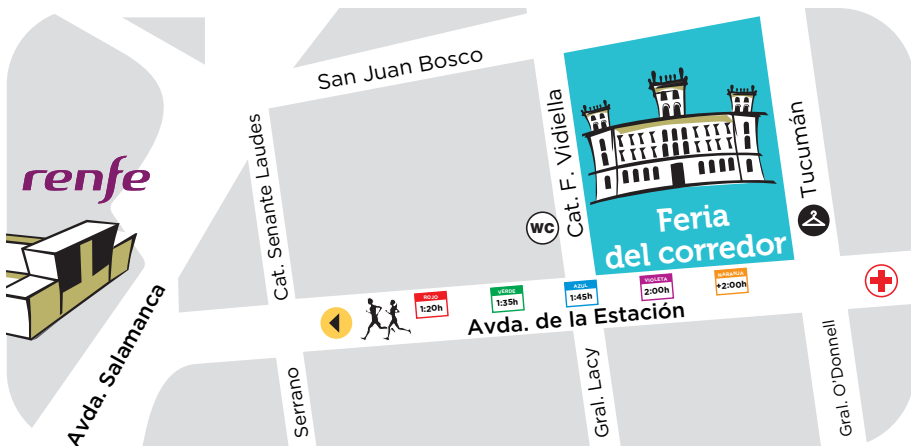 San Juan Bosco
renfe
Cat. Senante Laudes
Cat. F. Vidiella
Tucumán
WC
Feria
del corredor
ROJO
1:20h
VERDE
1:35h
AZUL
1:45h
VIOLETA
2:00h
NARANJA
+2:00h
Avda. de la Estación
Avda. Salamanca
Serrano
Gral. Lacy
Gral. O'Donnell